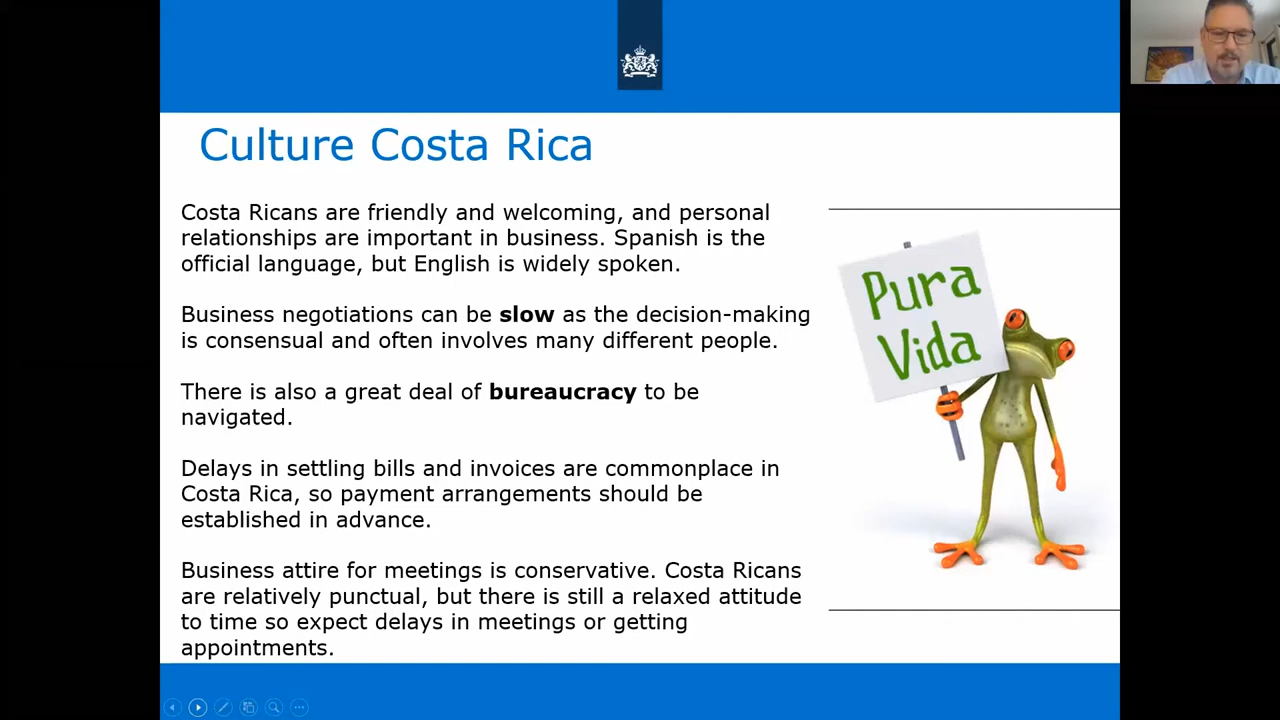 Culture Costa Rica
Costa Ricans are friendly and welcoming, and personal
relationships are important in business. Spanish is the
official language, but English is widely spoken.
Business negotiations can be slow as the decision-making
is consensual and often involves many different people.
There is also a great deal of bureaucracy to be
navigated.
Delays in settling bills and invoices are commonplace in
Costa Rica, so payment arrangements should be
established in advance.
Business attire for meetings is conservative. Costa Ricans
are relatively punctual, but there is still a relaxed attitude
to time so expect delays in meetings or getting
appointments.
Pura
Vida